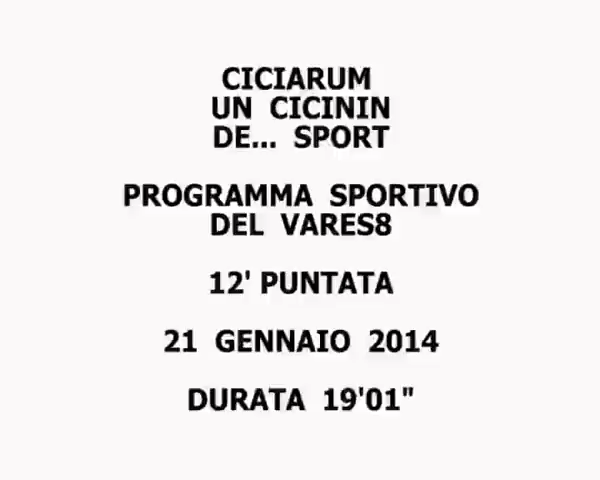 CICIARUM
UN CICININ
DE... SPORT
PROGRAMMA SPORTIVO
DEL VARES8
12' PUNTATA
21 GENNAIO 2014
DURATA 19'01"